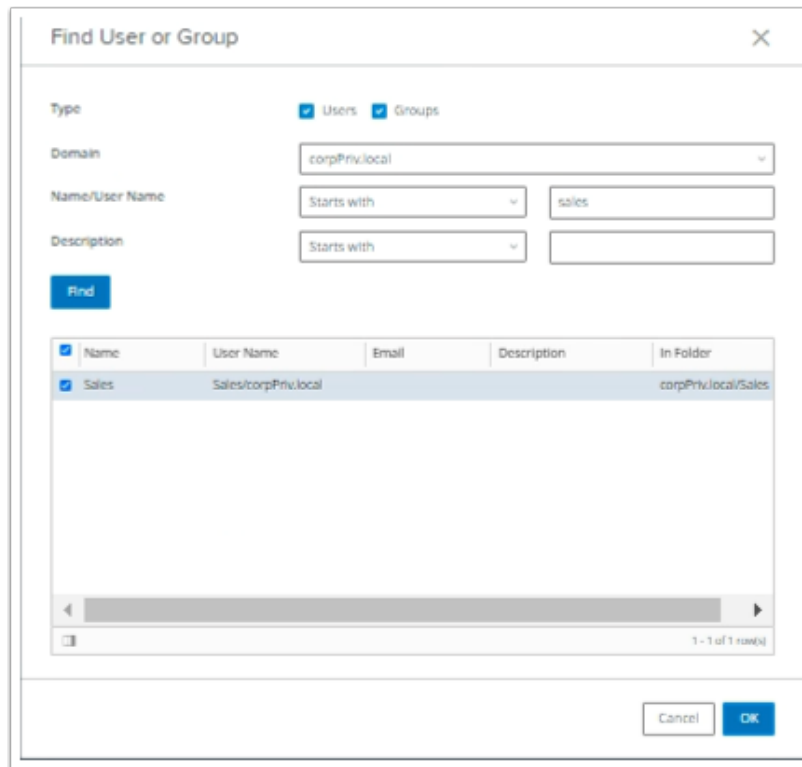 Find User or Group
Type Users Groups
Domain corpPriv.local
Name/User Name Starts with sales
Description Starts with
Find
Name User Name Email Description In Folder
Sales Sales/corpPriv.local corpPriv.local/Sales
1 - 1 of 1 row(s)
Cancel OK